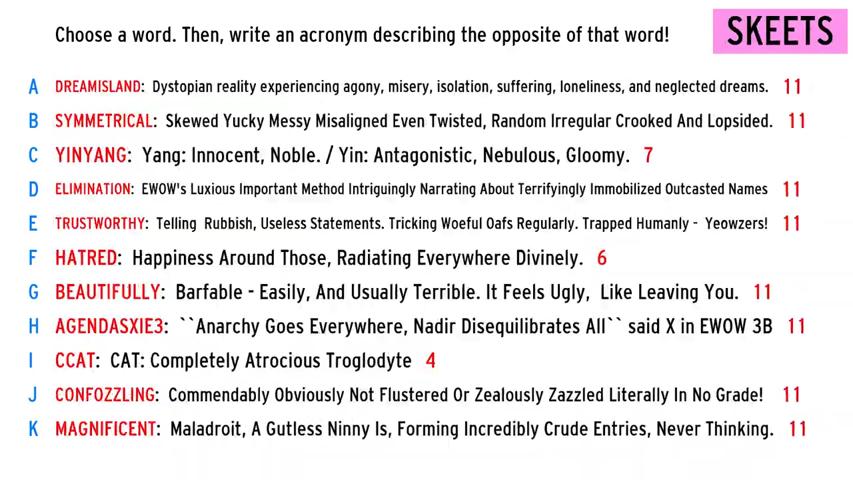 Choose a word. Then, write an acronym describing the opposite of that word!
SKEETS
A DREAMISLAND: Dystopian reality experiencing agony, misery, isolation, suffering, loneliness, and neglected dreams. 11
B SYMMETRICAL: Skewed Yucky Messy Misaligned Even Twisted, Random Irregular Crooked And Lopsided. 11
C YINYANG: Yang: Innocent, Noble. / Yin: Antagonistic, Nebulous, Gloomy. 7
D ELIMINATION: EWOW's Luxious Important Method Intriguingly Narrating About Terrifyingly Immobilized Outcasted Names 11
E TRUSTWORTHY: Telling Rubbish, Useless Statements. Tricking Woeful Oafs Regularly. Trapped Humanly - Yeowzers! 11
F HATRED: Happiness Around Those, Radiating Everywhere Divinely. 6
G BEAUTIFULLY: Barfable - Easily, And Usually Terrible. It Feels Ugly, Like Leaving You. 11
H AGENDASXIE3: ``Anarchy Goes Everywhere, Nadir Disequilibrates All`` said X in EWOW 3B 11
I CCAT: CAT: Completely Atrocious Troglodyte 4
J CONFOZZLING: Commendably Obviously Not Flustered Or Zealously Zazzled Literally In No Grade! 11
K MAGNIFICENT: Maladroit, A Gutless Ninny Is, Forming Incredibly Crude Entries, Never Thinking. 11